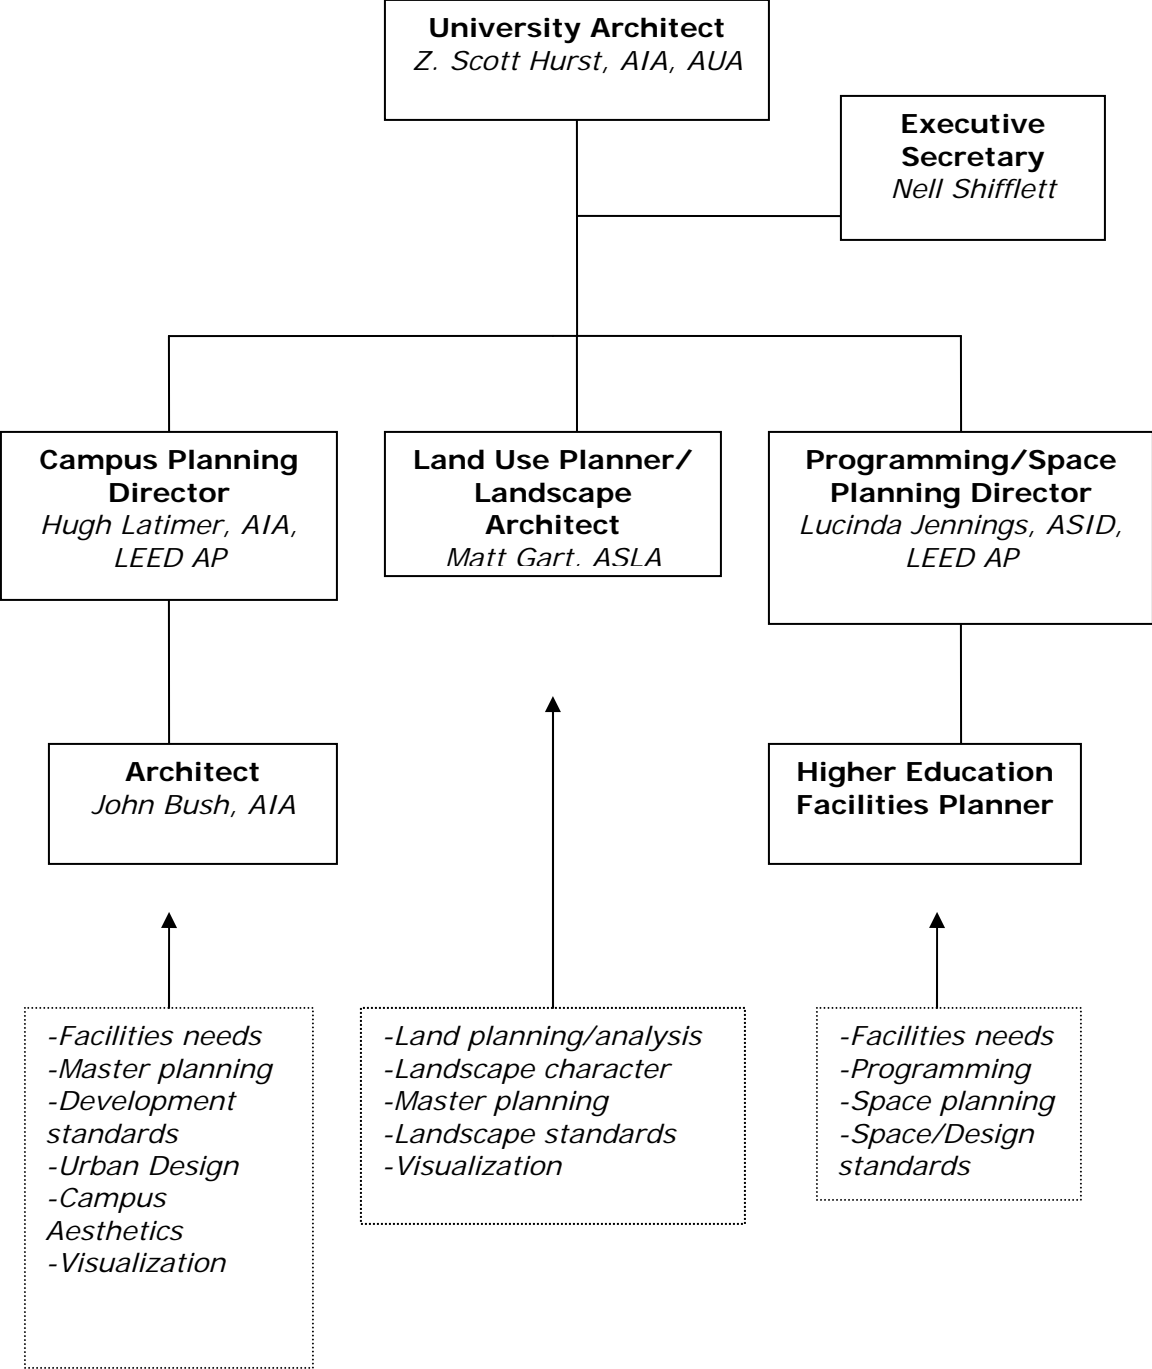 University Architect
Z. Scott Hurst, AIA, AUA
Executive
Secretary
Nell Shifflett
Campus Planning
Director
Hugh Latimer, AIA,
LEED AP
Land Use Planner/
Landscape
Architect
Matt Gart, ASLA
Programming/Space
Planning Director
Lucinda Jennings, ASID,
LEED AP
Architect
John Bush, AIA
Higher Education
Facilities Planner
-Facilities needs
-Master planning
-Development
standards
-Urban Design
-Campus
Aesthetics
-Visualization
-Land planning/analysis
-Landscape character
-Master planning
-Landscape standards
-Visualization
-Facilities needs
-Programming
-Space planning
-Space/Design
standards